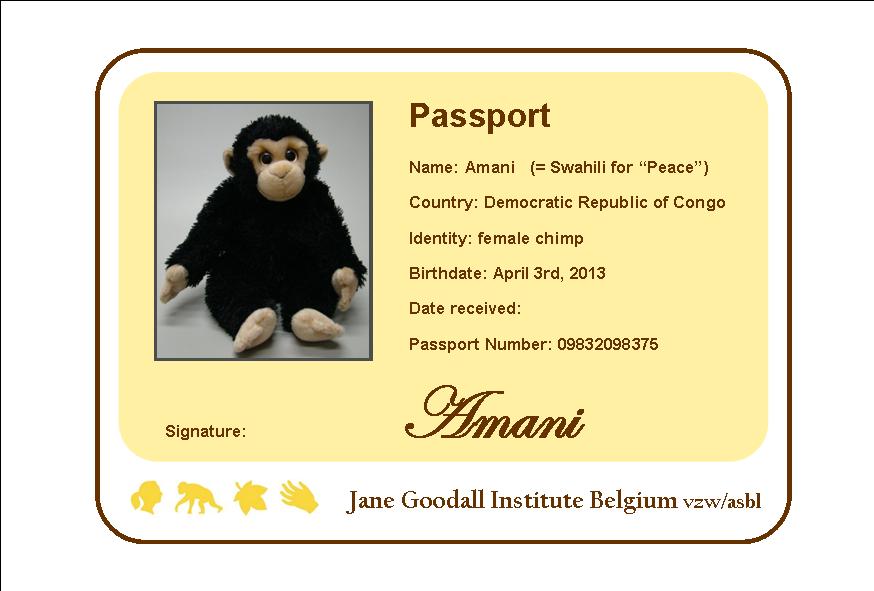 Passport
Name: Amani (= Swahili for “Peace”)
Country: Democratic Republic of Congo
Identity: female chimp
Birthdate: April 3rd, 2013
Date received:
Passport Number: 09832098375
Signature: Amani
Jane Goodall Institute Belgium vzw/asbl